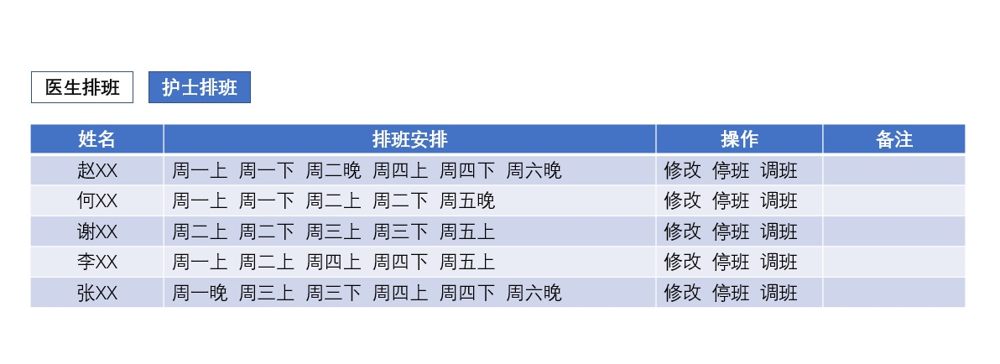 医生排班 护士排班
姓名 排班安排 操作 备注
赵XX 周一上 周一下 周二晚 周四上 周四下 周六晚 修改 停班 调班
何XX 周一上 周一下 周二上 周二下 周五晚 修改 停班 调班
谢XX 周二上 周二下 周三上 周三下 周五上 修改 停班 调班
李XX 周一上 周二上 周四上 周四下 周五上 修改 停班 调班
张XX 周一晚 周三上 周三下 周四上 周四下 周六晚 修改 停班 调班